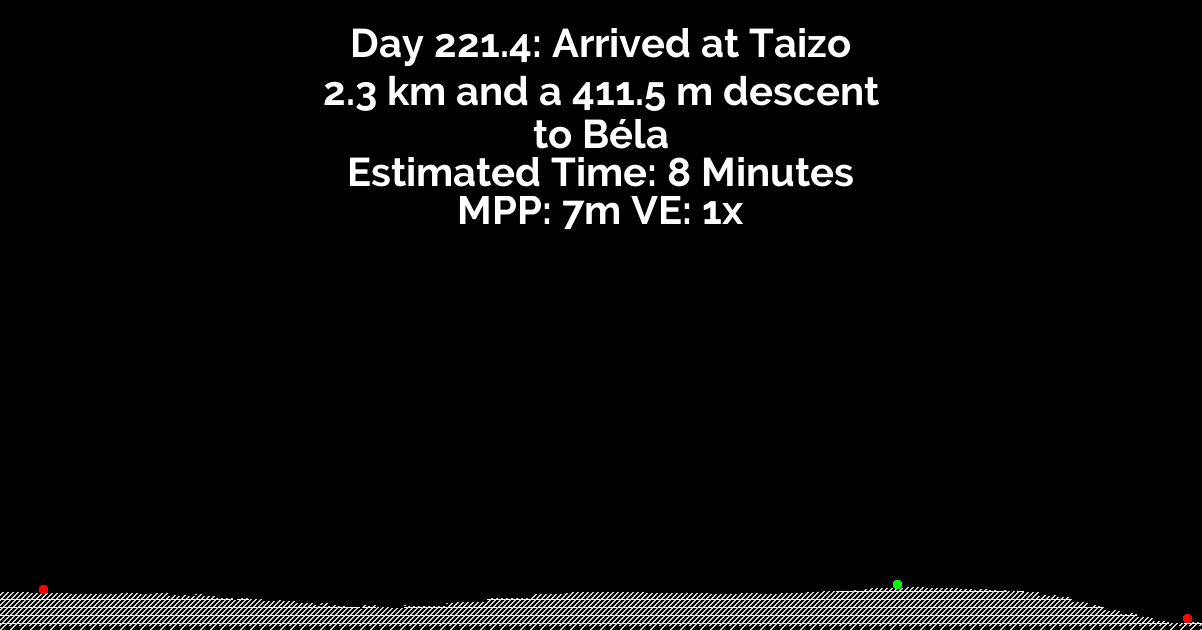 Day 221.4: Arrived at Taizo
2.3 km and a 411.5 m descent
to Béla
Estimated Time: 8 Minutes
MPP: 7m VE: 1x